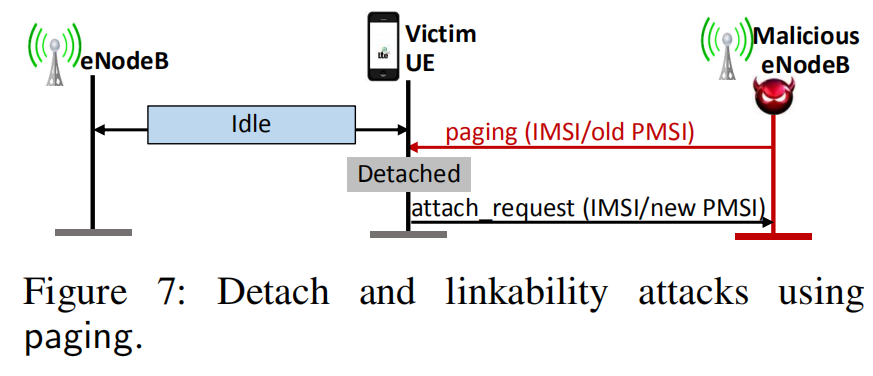 eNodeB
Victim
UE
Malicious
eNodeB
Idle
paging (IMSI/old PMSI)
Detached
attach_request (IMSI/new PMSI)
Figure 7: Detach and linkability attacks using
paging.